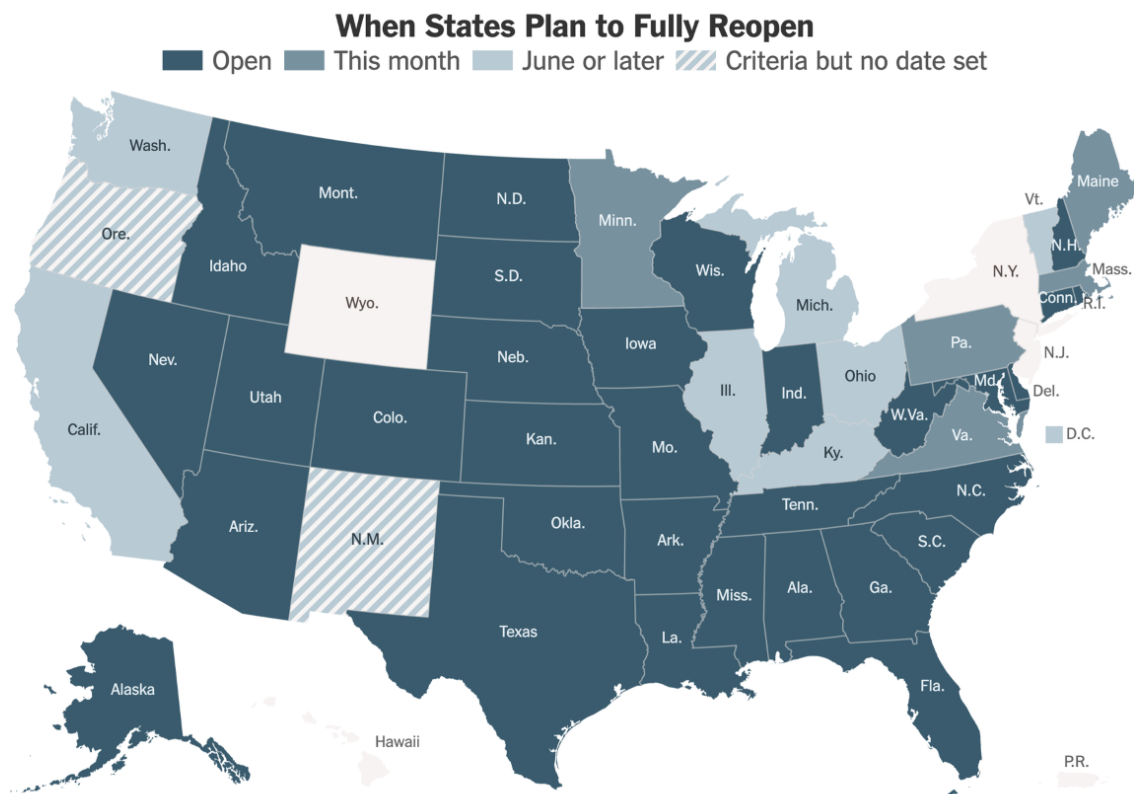 When States Plan to Fully Reopen
Open This month June or later Criteria but no date set
Wash.
Mont.
N.D.
Minn.
Maine
Vt.
Ore.
Idaho
S.D.
Wis.
Mich.
N.Y.
N.H.
Mass.
Conn.
R.I.
Wyo.
Nev.
Utah
Colo.
Neb.
Iowa
Ill.
Ind.
Ohio
Pa.
N.J.
Md.
Del.
Calif.
Kan.
Mo.
Ky.
W.Va.
Va.
D.C.
Ariz.
N.M.
Okla.
Ark.
Tenn.
N.C.
S.C.
Texas
La.
Miss.
Ala.
Ga.
Alaska
Hawaii
Fla.
P.R.